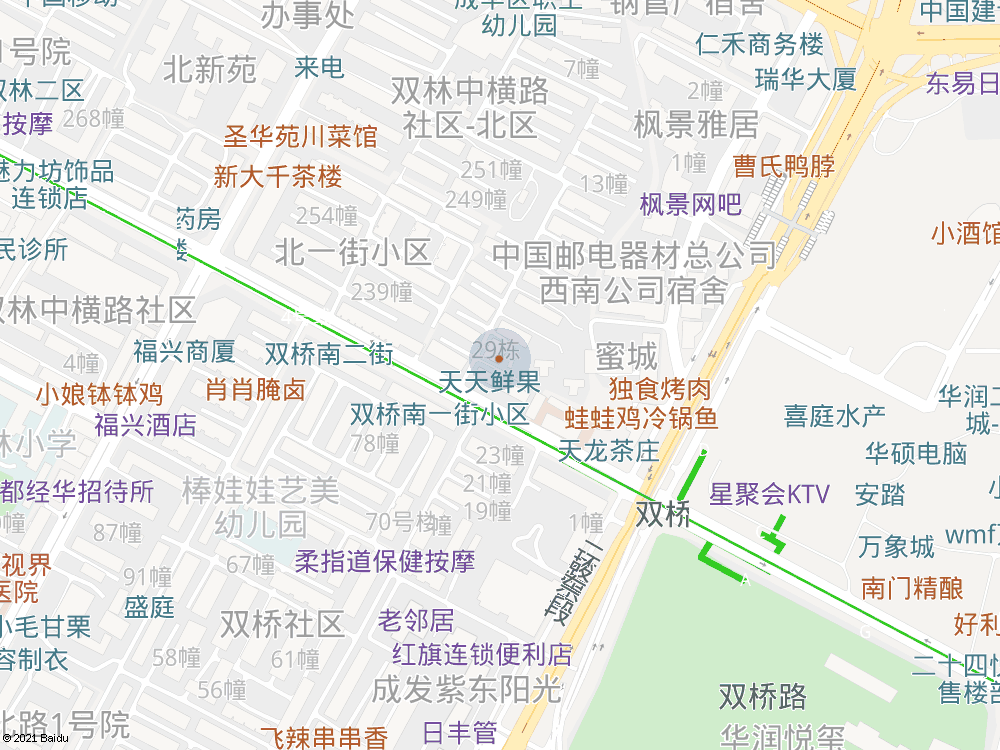 中国移动
办事处
成华区职工
幼儿园
钢管厂宿舍
中国建
1号院
北新苑
来电
7幢
仁禾商务楼
瑞华大厦
东易日
双林二区
268幢
按摩
双林中横路
社区-北区
2幢
枫景雅居
圣华苑川菜馆
251幢
1幢
曹氏鸭脖
魅力坊饰品
连锁店
新大千茶楼
249幢
13幢
枫景网吧
药房
楼
254幢
小酒馆
民诊所
北一街小区
中国邮电器材总公司
西南公司宿舍
239幢
双林中横路社区
4幢
福兴商厦
双桥南二街
29栋
蜜城
小娘钵钵鸡
肖肖腌卤
天天鲜果
独食烤肉
福兴酒店
双桥南一街小区
蛙蛙鸡冷锅鱼
喜庭水产
华润二
城-
林小学
78幢
23幢
天龙茶庄
华硕电脑
都经华招待所
棒娃娃艺美
幼儿园
21幢
19幢
星聚会KTV
安踏
87幢
70号栋
1幢
双桥
万象城
wmf
视界
医院
67幢
柔指道保健按摩
二环路东三段
南门精酿
91幢
盛庭
小毛甘栗
双桥社区
老邻居
好利
容制衣
58幢
61幢
红旗连锁便利店
二十四忄
售楼部
56幢
成发紫东阳光
双桥路
北路1号院
飞辣串串香
日丰管
华润悦玺
© 2021 Baidu